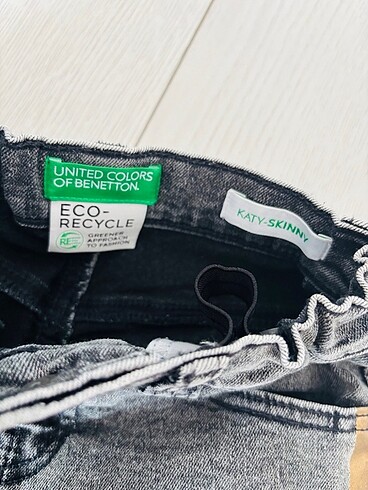 UNITED COLORS
OF BENETTON.
ECO-
RECYCLE
RE
GREENER
APPROACH
TO FASHION
KATY-SKINNY